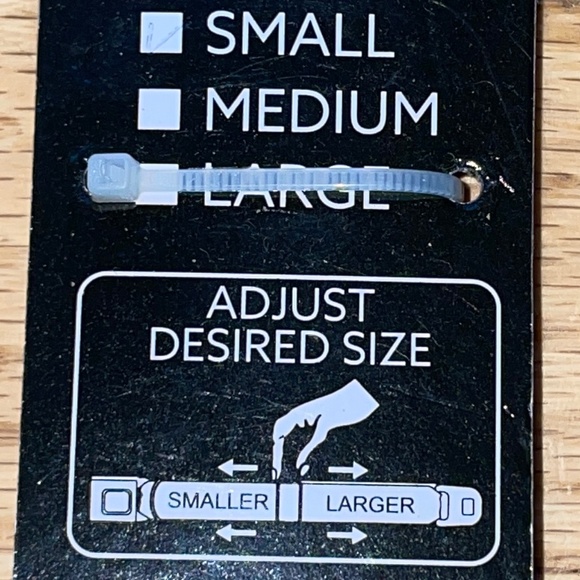 SMALL
MEDIUM
LARGE
ADJUST
DESIRED SIZE
SMALLER LARGER